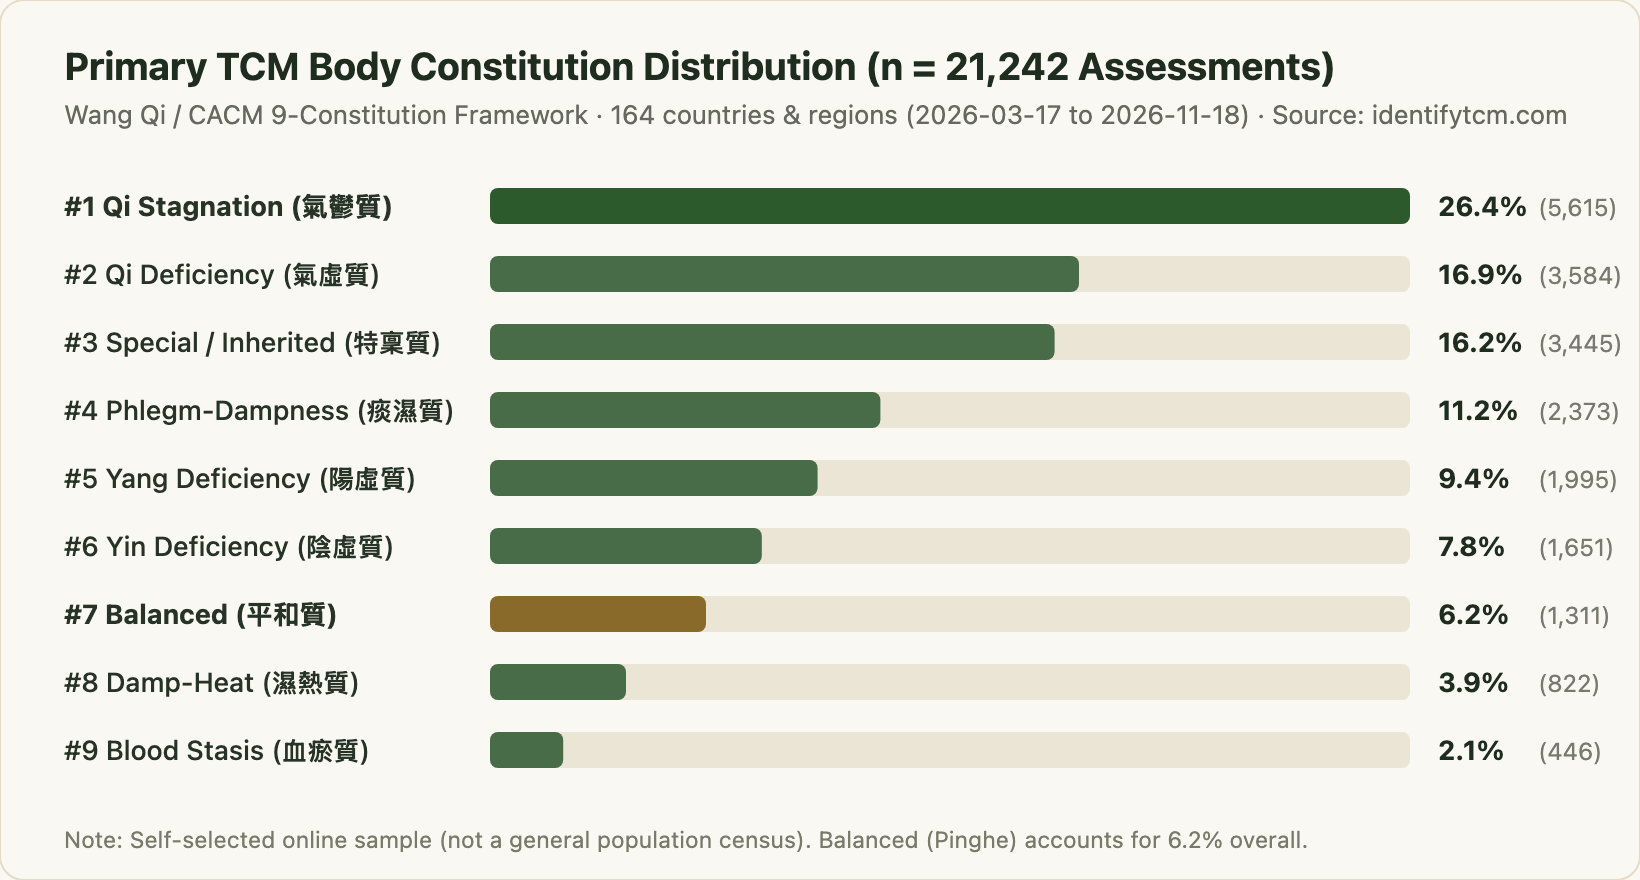 Primary TCM Body Constitution Distribution (n = 21,242 Assessments)
Wang Qi / CACM 9-Constitution Framework · 164 countries & regions (2026-03-17 to 2026-11-18) · Source: identifytcm.com
#1 Qi Stagnation (氣鬱質) 26.4% (5,615)
#2 Qi Deficiency (氣虛質) 16.9% (3,584)
#3 Special / Inherited (特稟質) 16.2% (3,445)
#4 Phlegm-Dampness (痰濕質) 11.2% (2,373)
#5 Yang Deficiency (陽虛質) 9.4% (1,995)
#6 Yin Deficiency (陰虛質) 7.8% (1,651)
#7 Balanced (平和質) 6.2% (1,311)
#8 Damp-Heat (濕熱質) 3.9% (822)
#9 Blood Stasis (血瘀質) 2.1% (446)
Note: Self-selected online sample (not a general population census). Balanced (Pinghe) accounts for 6.2% overall.